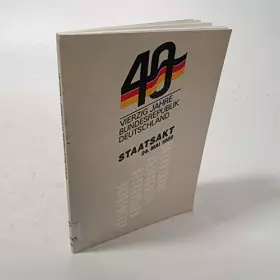 40
VIERZIG JAHRE
BUNDESREPUBLIK
DEUTSCHLAND
STAATSAKT
24. MAI 1989